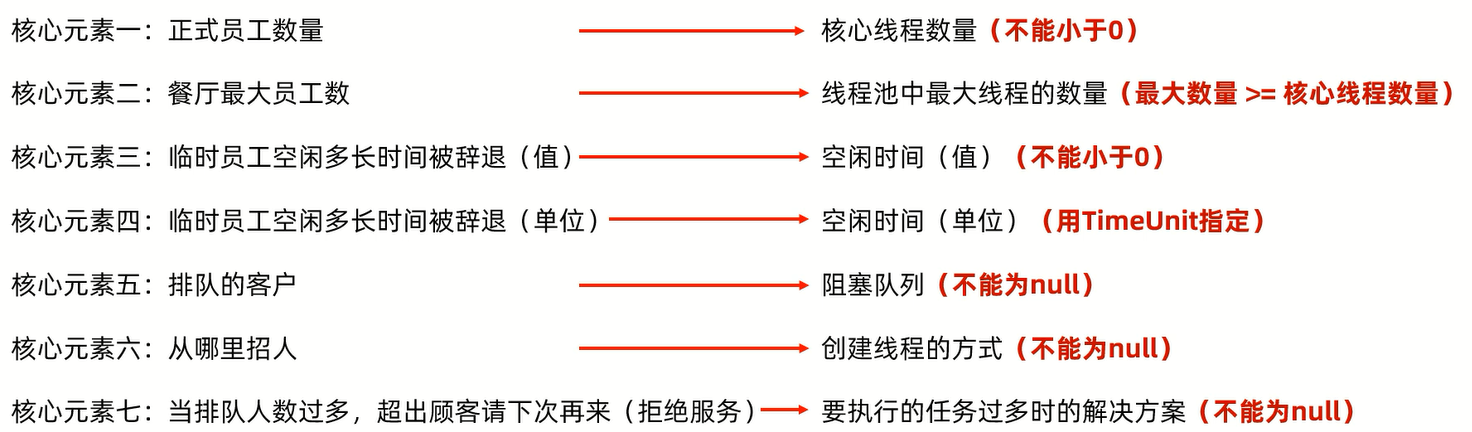 核心元素一：正式员工数量 核心线程数量（不能小于0）
核心元素二：餐厅最大员工数 线程池中最大线程的数量（最大数量 >= 核心线程数量）
核心元素三：临时员工空闲多长时间被辞退（值） 空闲时间（值）（不能小于0）
核心元素四：临时员工空闲多长时间被辞退（单位） 空闲时间（单位）（用TimeUnit指定）
核心元素五：排队的客户 阻塞队列（不能为null）
核心元素六：从哪里招人 创建线程的方式（不能为null）
核心元素七：当排队人数过多，超出顾客请下次再来（拒绝服务） 要执行的任务过多时的解决方案（不能为null）